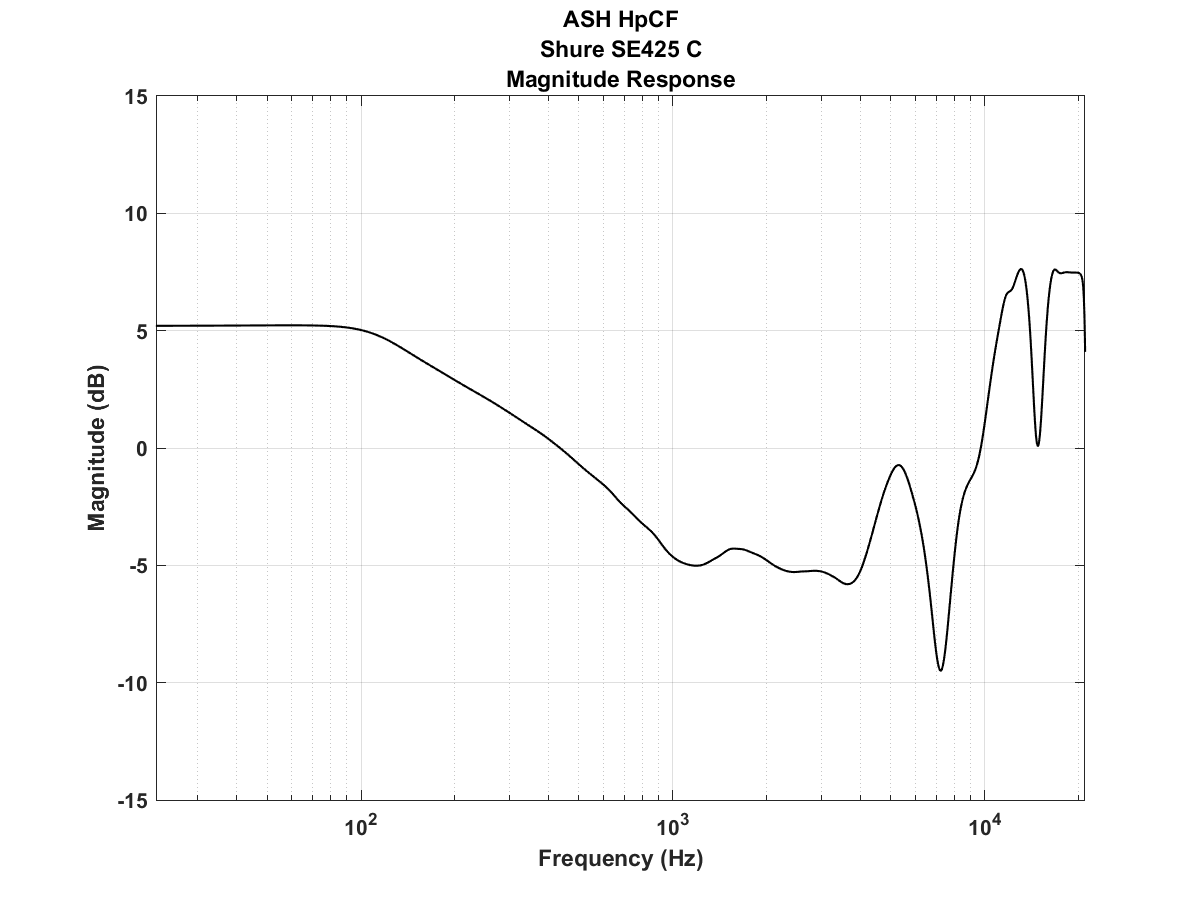 ASH HpCF
Shure SE425 C
Magnitude Response
15
10
5
0
-5
-10
-15
Magnitude (dB)
10² 10³ 10⁴
Frequency (Hz)